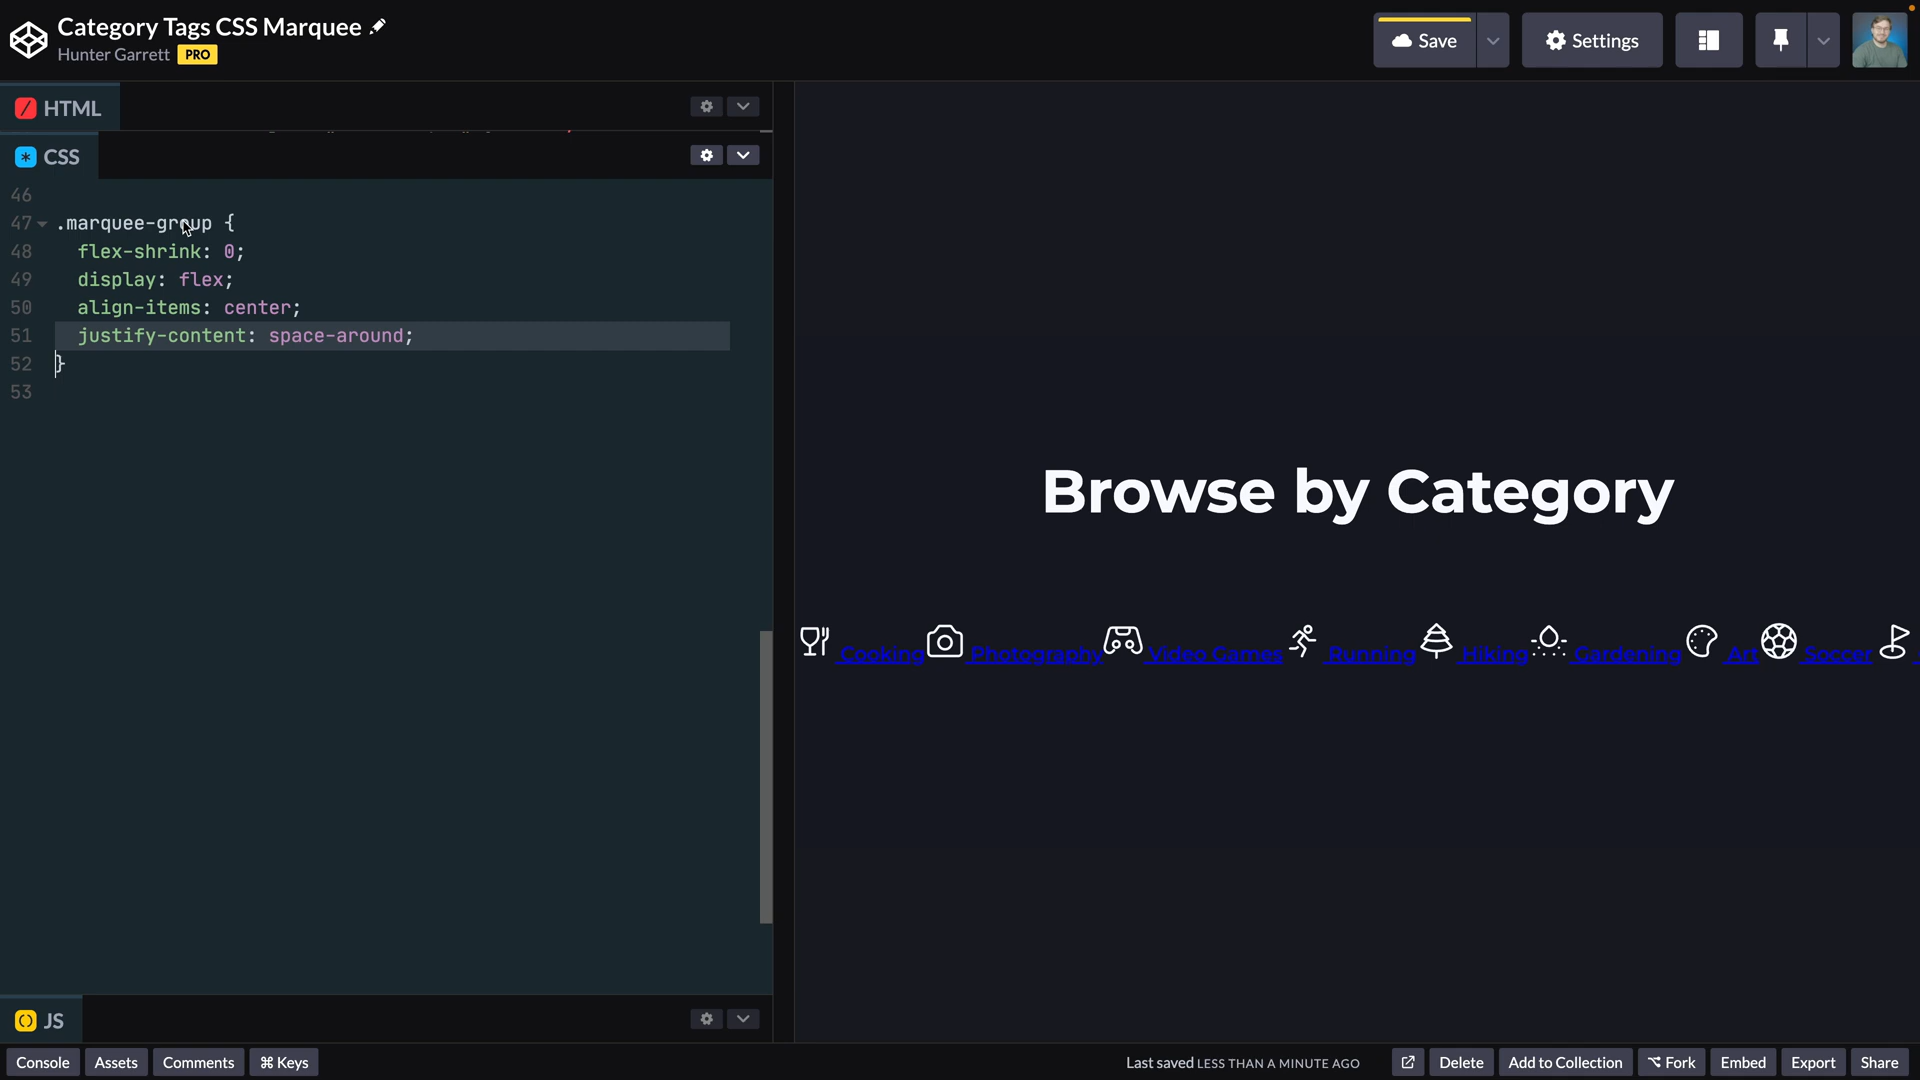 Category Tags CSS Marquee
Hunter Garrett PRO
Save
Settings
HTML
CSS
46
47 .marquee-group {
48 flex-shrink: 0;
49 display: flex;
50 align-items: center;
51 justify-content: space-around;
52 }
53
Browse by Category
Cooking Photography Video Games Running Hiking Gardening Art Soccer
JS
Console Assets Comments ⌘ Keys
Last saved LESS THAN A MINUTE AGO Delete Add to Collection ⌥ Fork Embed Export Share